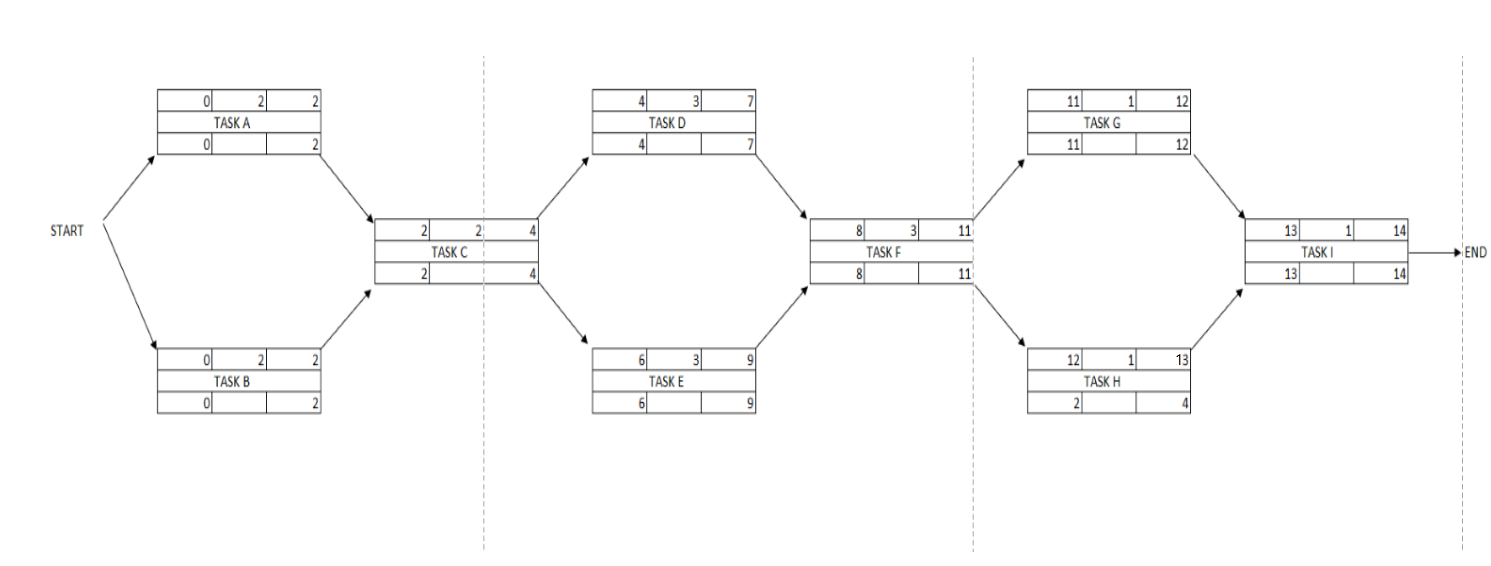 0 2 2
TASK A
0 2
4 3 7
TASK D
4 7
11 1 12
TASK G
11 12
START
2 2 4
TASK C
2 4
8 3 11
TASK F
8 11
13 1 14
TASK I
13 14
END
0 2 2
TASK B
0 2
6 3 9
TASK E
6 9
12 1 13
TASK H
2 4